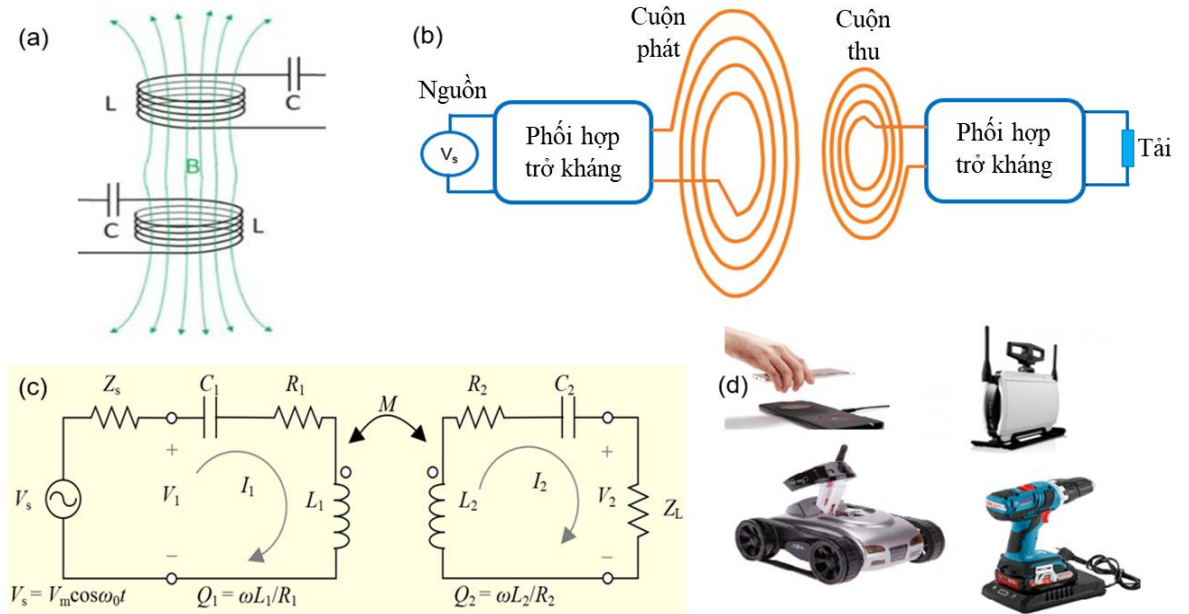 (a)
C
L
B
C
L
(b)
Cuộn
phát
Cuộn
thu
Nguồn
Vs
Phối hợp
trở kháng
Phối hợp
trở kháng
Tải
(c)
Zs
C1
R1
M
R2
C2
Vs
+
V1
−
I1
L1
L2
I2
+
V2
−
ZL
Vs = Vmcosω0t
Q1 = ωL1/R1
Q2 = ωL2/R2
(d)